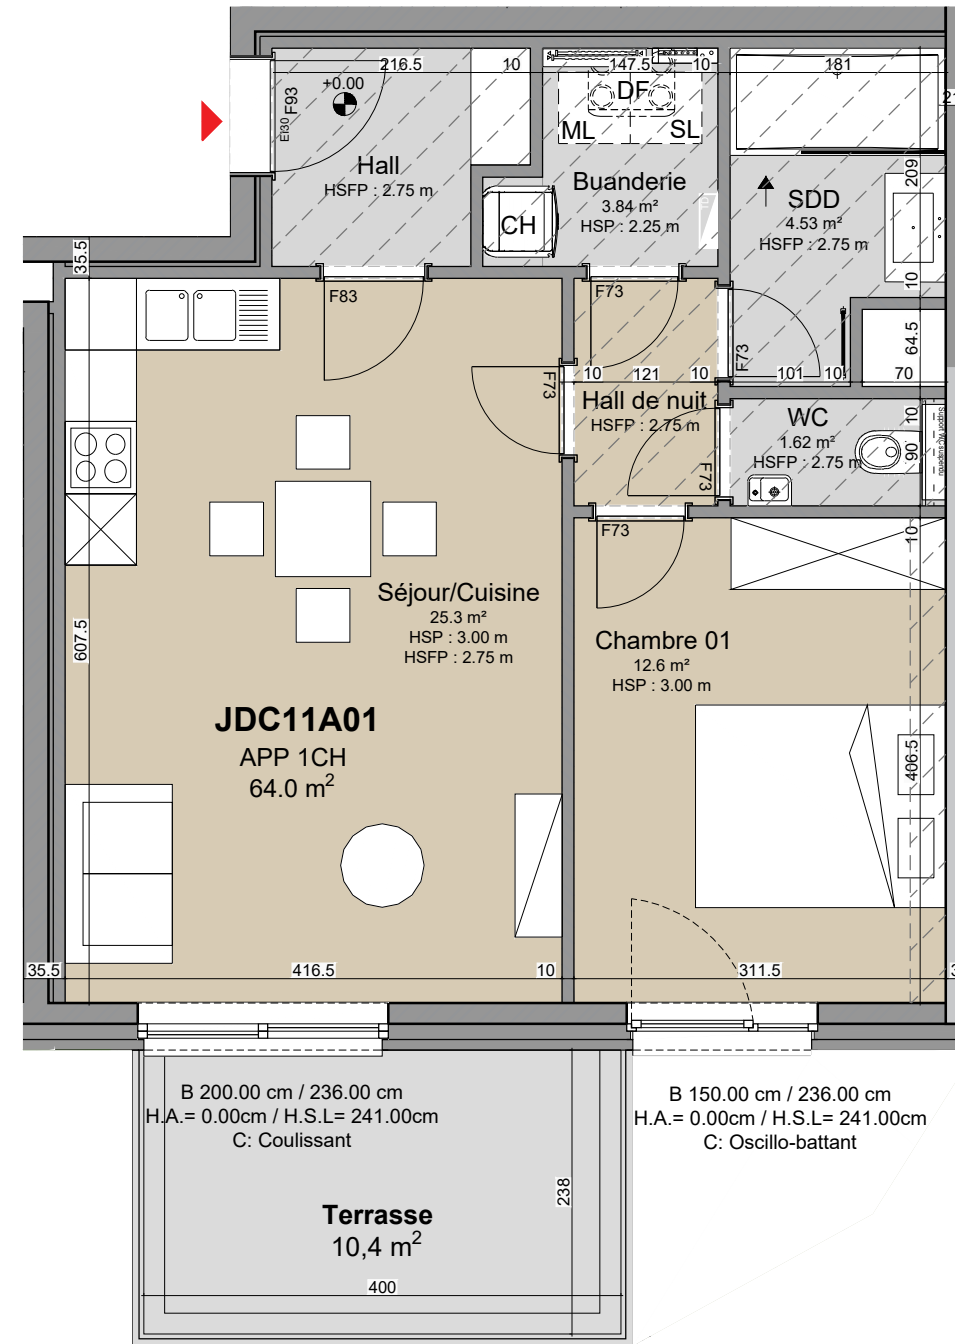 216.5
10
147.5
10
181
21
+0.00
EI30 F93
DF
ML
SL
Hall
HSFP : 2.75 m
Buanderie
3.84 m²
HSP : 2.25 m
CH
SDD
4.53 m²
HSFP : 2.75 m
209
10
35.5
F83
F73
F73
F73
64.5
10
121
10
101
10
70
Hall de nuit
HSFP : 2.75 m
WC
1.62 m²
HSFP : 2.75 m
10
90
Support WC suspendu
F73
F73
10
607.5
Séjour/Cuisine
25.3 m²
HSP : 3.00 m
HSFP : 2.75 m
Chambre 01
12.6 m²
HSP : 3.00 m
JDC11A01
APP 1CH
64.0 m²
406.5
35.5
416.5
10
311.5
B 200.00 cm / 236.00 cm
H.A.= 0.00cm / H.S.L= 241.00cm
C: Coulissant
B 150.00 cm / 236.00 cm
H.A.= 0.00cm / H.S.L= 241.00cm
C: Oscillo-battant
238
Terrasse
10,4 m²
400